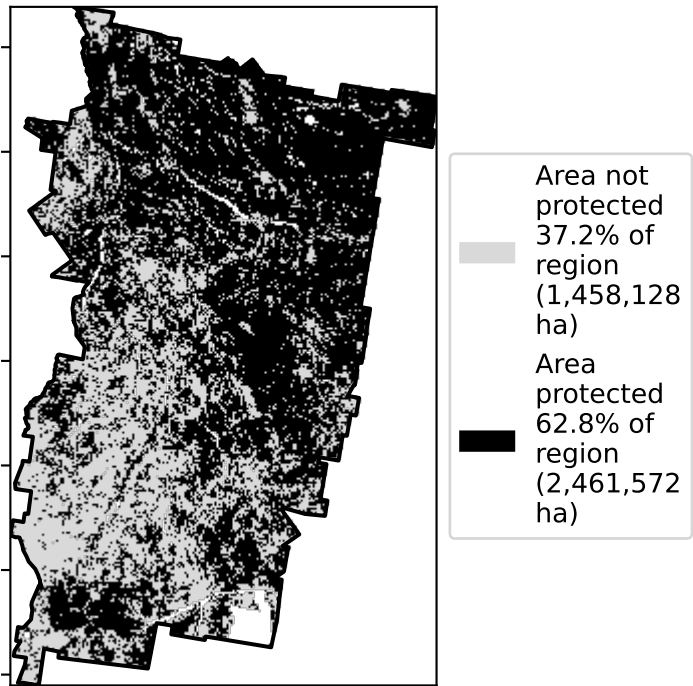 Area not
protected
37.2% of
region
(1,458,128
ha)
Area
protected
62.8% of
region
(2,461,572
ha)